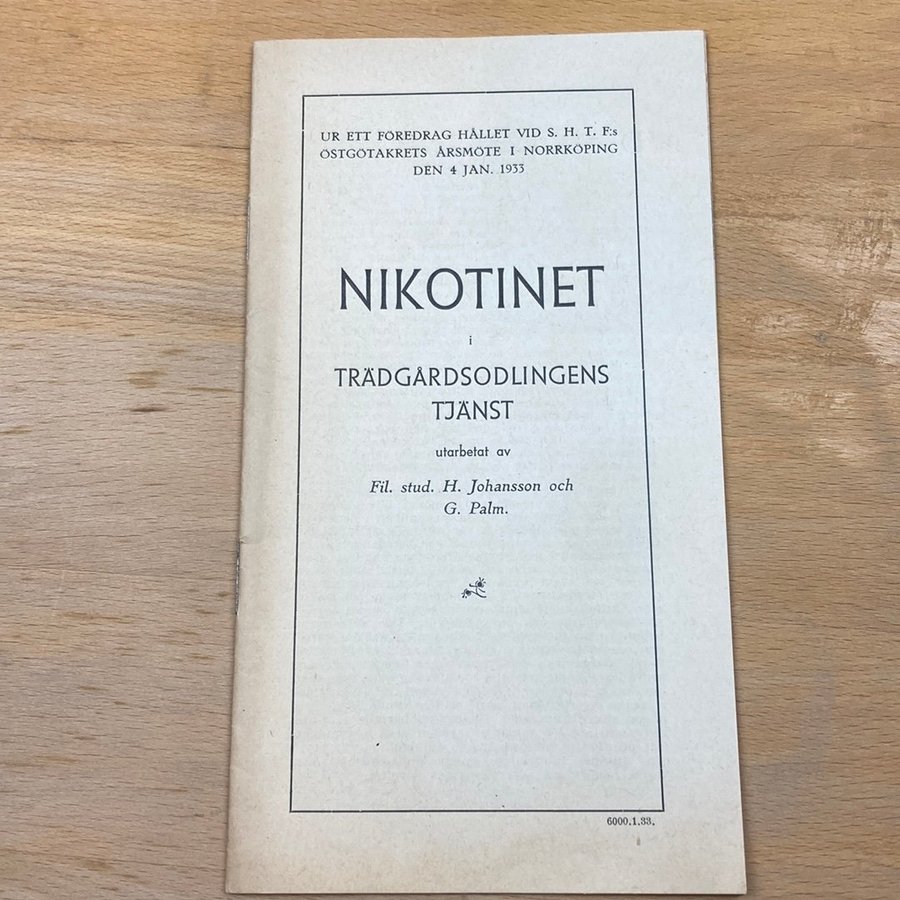 UR ETT FÖREDRAG HÅLLET VID S. H. T. F:s
ÖSTGÖTAKRETS ÅRSMÖTE I NORRKÖPING
DEN 4 JAN. 1933
NIKOTINET
i
TRÄDGÅRDSODLINGENS
TJÄNST
utarbetat av
Fil. stud. H. Johansson och
G. Palm.
6000.1.33.